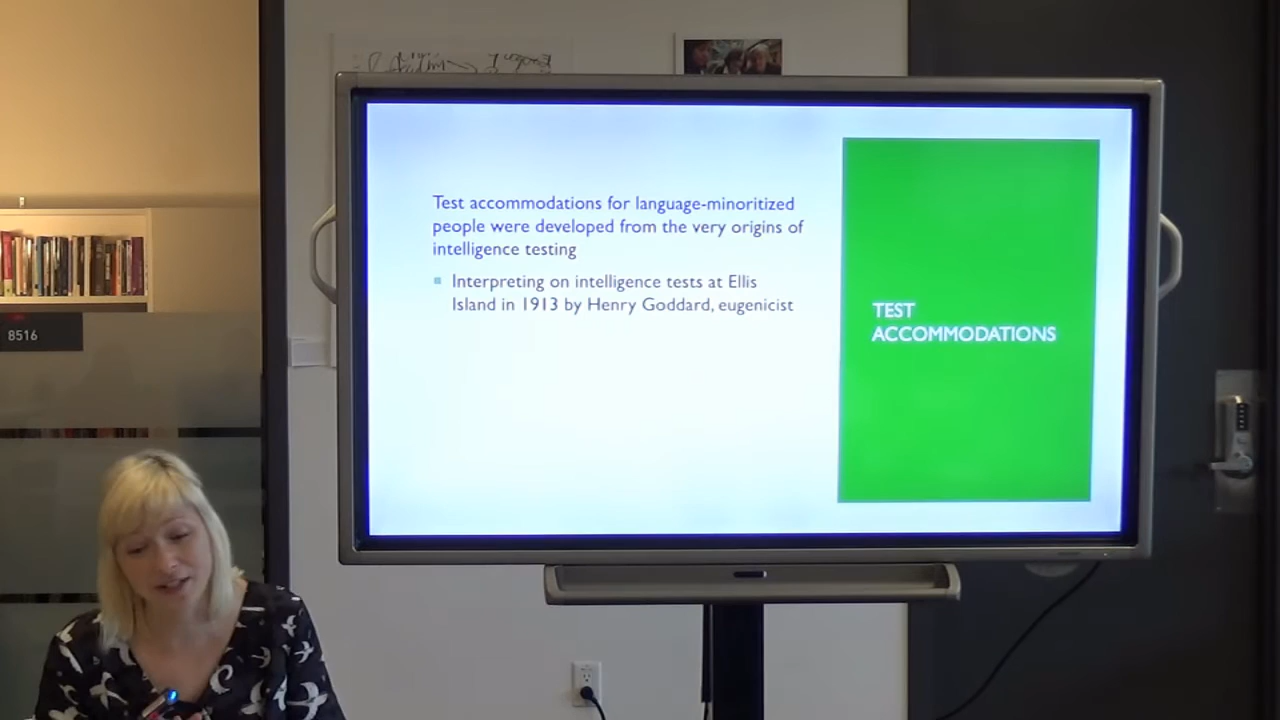 Test accommodations for language-minoritized
people were developed from the very origins of
intelligence testing
Interpreting on intelligence tests at Ellis
Island in 1913 by Henry Goddard, eugenicist
TEST
ACCOMMODATIONS
8516